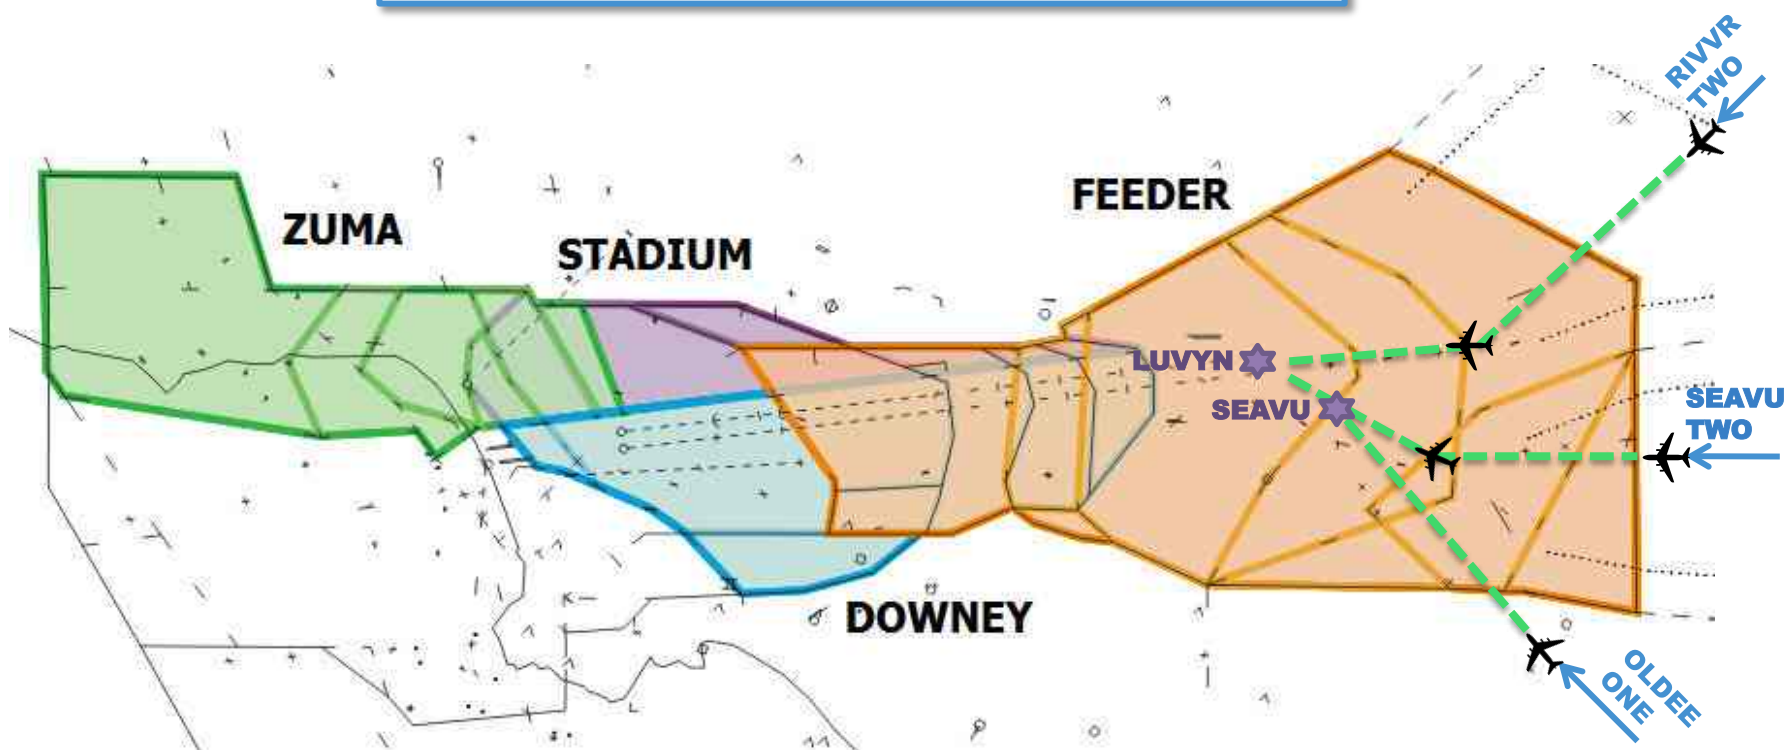 RIVVR
TWO
FEEDER
ZUMA
STADIUM
LUVYN
SEAVU
SEAVU
TWO
DOWNEY
OLDEE
ONE